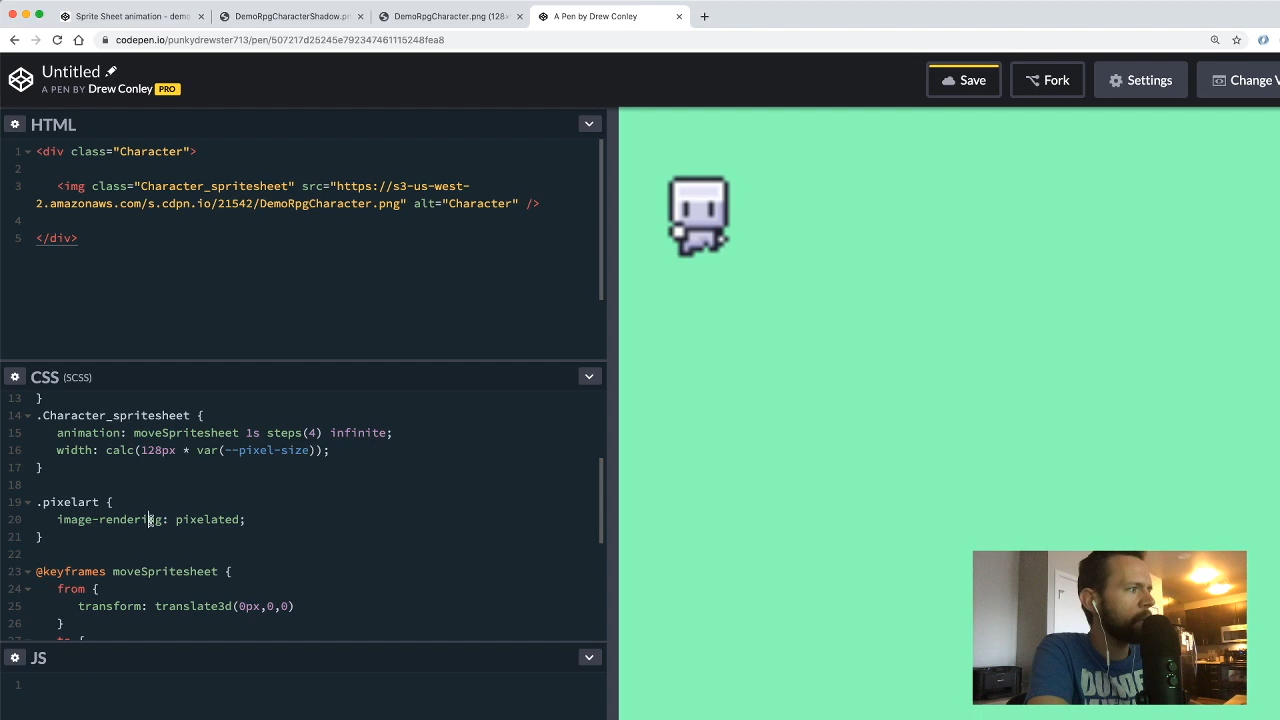 Sprite Sheet animation - demo
DemoRpgCharacterShadow.pn
DemoRpgCharacter.png (128×
A Pen by Drew Conley
codepen.io/punkydrewster713/pen/507217d25245e792347461115248fea8
Untitled
A PEN BY Drew Conley PRO
Save
Fork
Settings
Change V
HTML
1 <div class="Character">
2
3 <img class="Character_spritesheet" src="https://s3-us-west-
2.amazonaws.com/s.cdpn.io/21542/DemoRpgCharacter.png" alt="Character" />
4
5 </div>
CSS (SCSS)
13 }
14 .Character_spritesheet {
15 animation: moveSpritesheet 1s steps(4) infinite;
16 width: calc(128px * var(--pixel-size));
17 }
18
19 .pixelart {
20 image-rendering: pixelated;
21 }
22
23 @keyframes moveSpritesheet {
24 from {
25 transform: translate3d(0px,0,0)
26 }
27 to {
JS
1